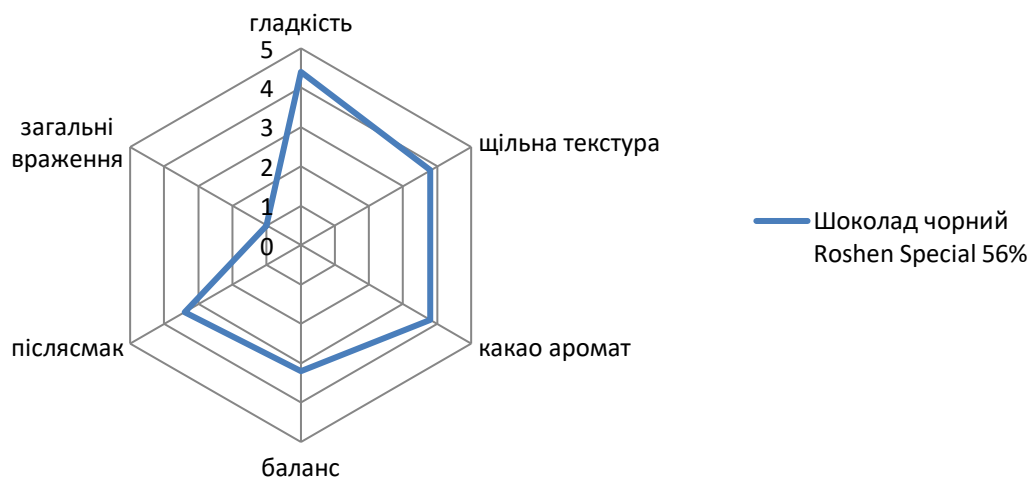 гладкість
5
4
3
2
1
0
щільна текстура
какао аромат
баланс
післясмак
загальні
враження
Шоколад чорний
Roshen Special 56%